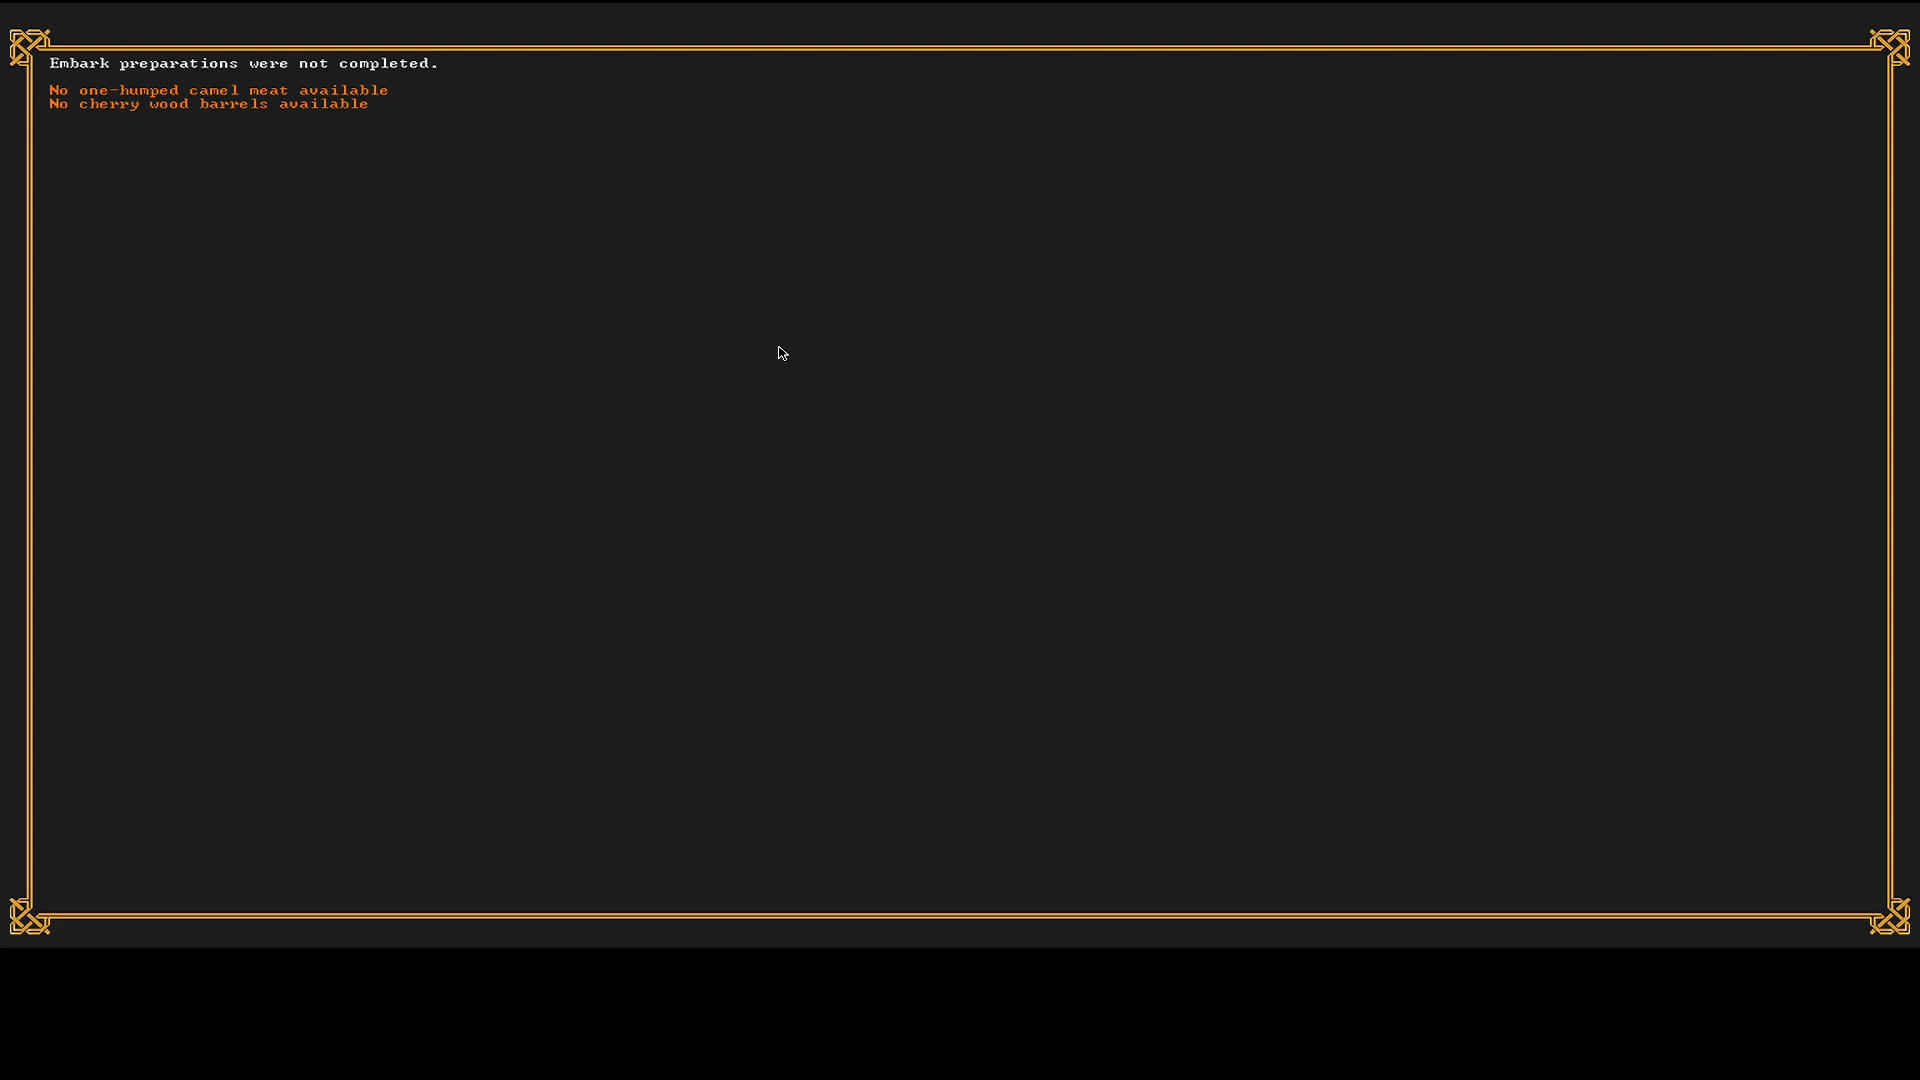 Embark preparations were not completed.
No one-humped camel meat available
No cherry wood barrels available